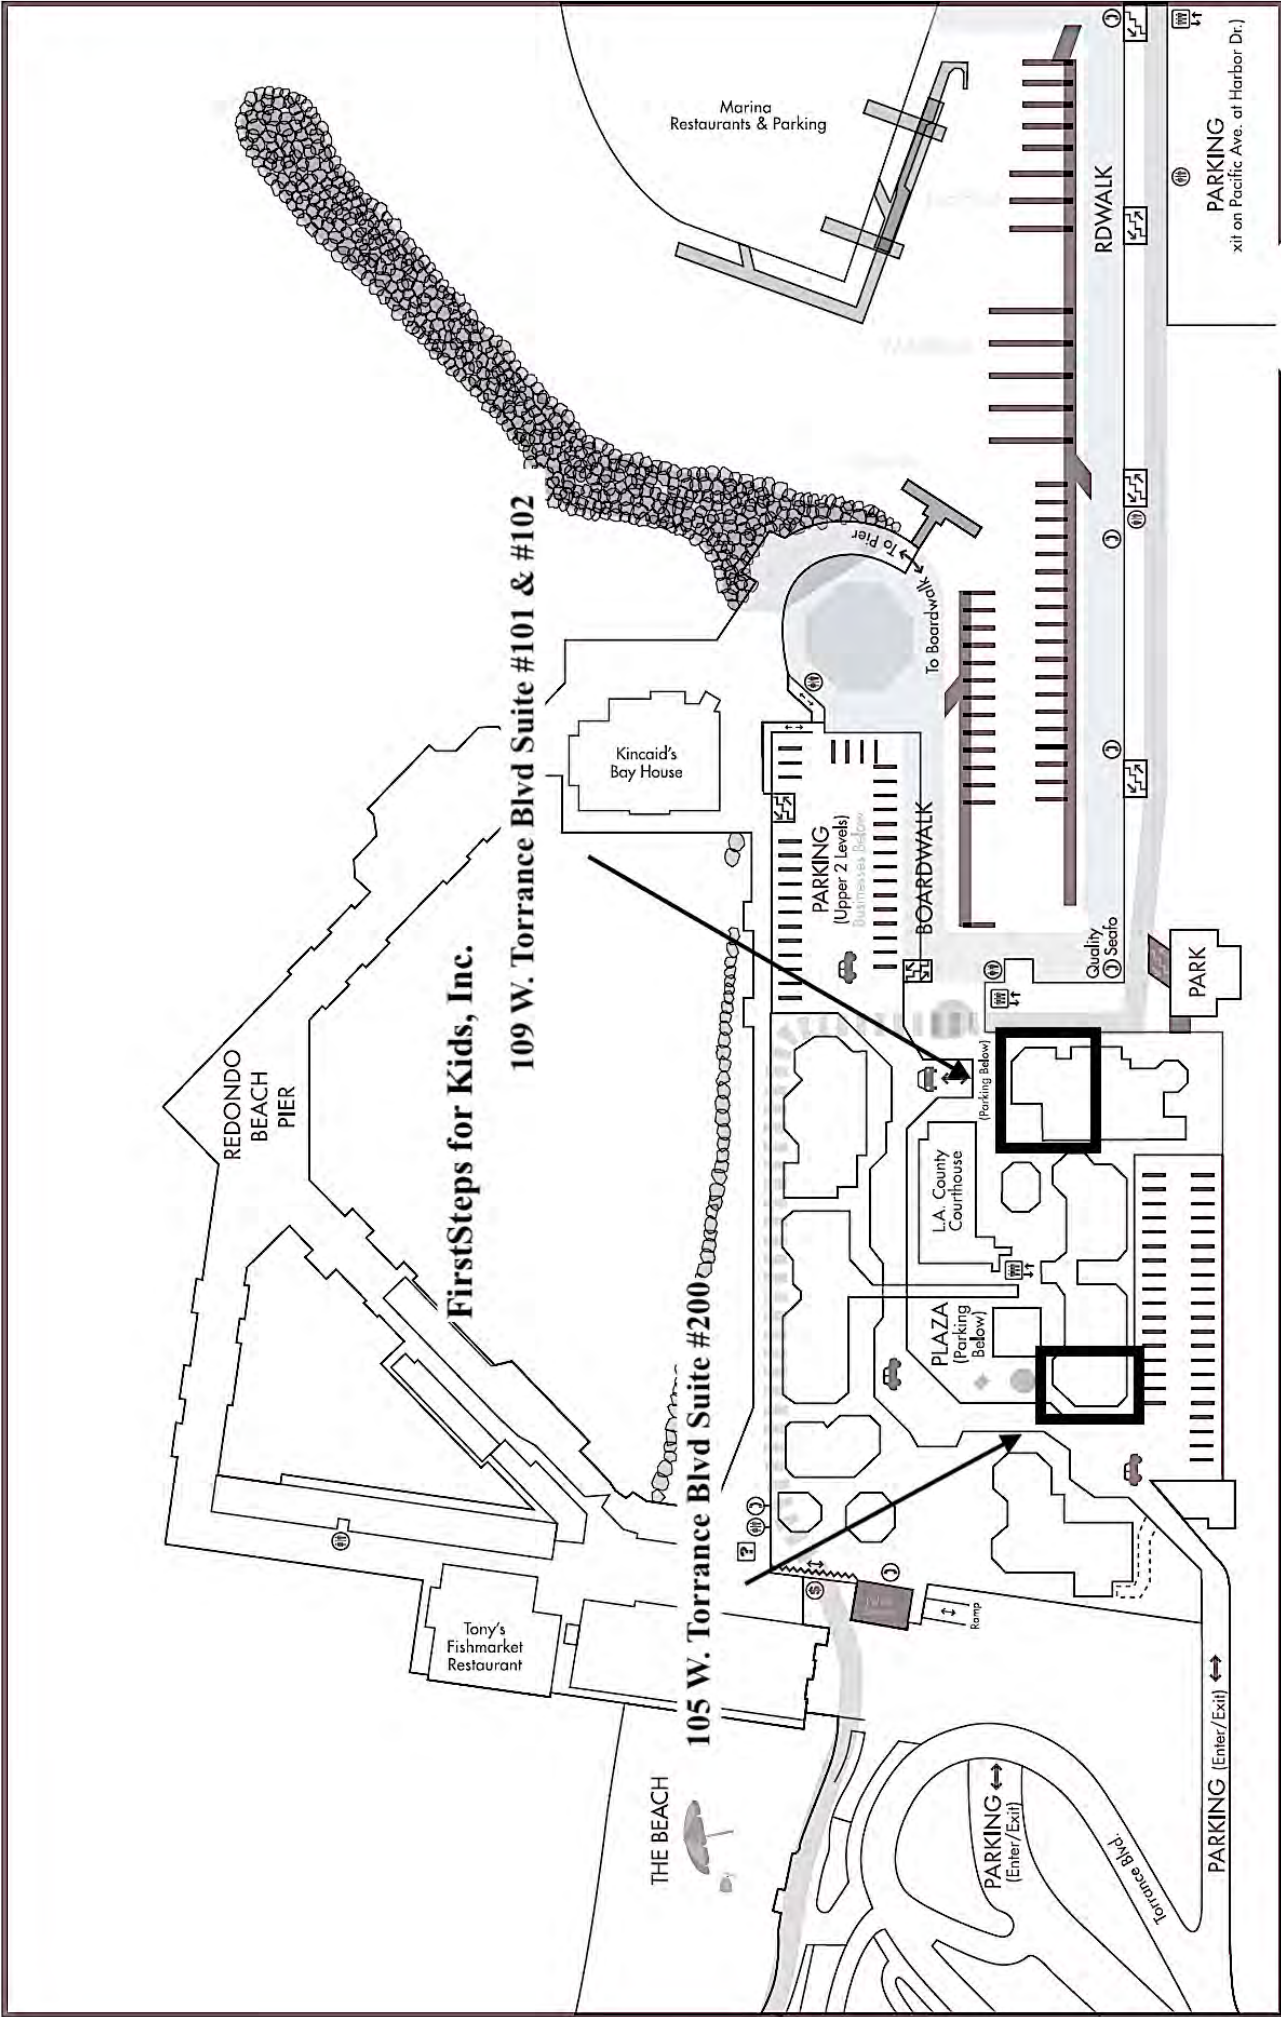 Marina
Restaurants & Parking
RDWALK
PARKING
xit on Pacific Ave. at Harbor Dr.)
To Pier
To Boardwalk
109 W. Torrance Blvd Suite #101 & #102
FirstSteps for Kids, Inc.
REDONDO
BEACH
PIER
Kincaid's
Bay House
PARKING
(Upper 2 Levels)
Businesses Below
BOARDWALK
Quality
Seafo
PARK
(Parking Below)
L.A. County
Courthouse
PLAZA
(Parking
Below)
105 W. Torrance Blvd Suite #200
?
$
Ramp
Tony's
Fishmarket
Restaurant
THE BEACH
PARKING
(Enter/Exit)
Torrance Blvd.
PARKING (Enter/Exit)